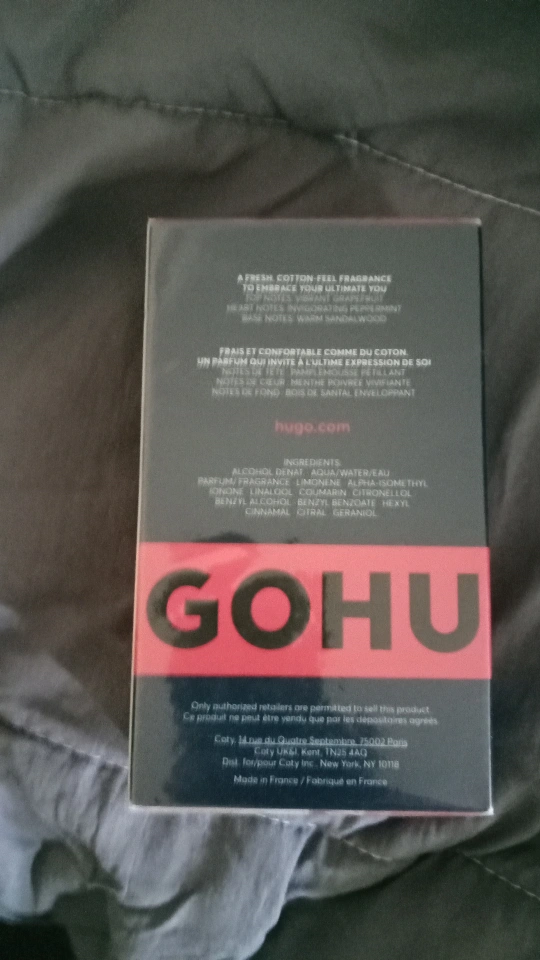 A FRESH, COTTON-FEEL FRAGRANCE
TO EMBRACE YOUR ULTIMATE YOU
TOP NOTES: VIBRANT GRAPEFRUIT
HEART NOTES: INVIGORATING PEPPERMINT
BASE NOTES: WARM SANDALWOOD
FRAIS ET CONFORTABLE COMME DU COTON,
UN PARFUM QUI INVITE À L'ULTIME EXPRESSION DE SOI
NOTES DE TÊTE : PAMPLEMOUSSE PÉTILLANT
NOTES DE CŒUR : MENTHE POIVRÉE VIVIFIANTE
NOTES DE FOND : BOIS DE SANTAL ENVELOPPANT
hugo.com
INGREDIENTS:
ALCOHOL DENAT. · AQUA/WATER/EAU ·
PARFUM/FRAGRANCE · LIMONENE · ALPHA-ISOMETHYL
IONONE · LINALOOL · COUMARIN · CITRONELLOL ·
BENZYL ALCOHOL · BENZYL BENZOATE · HEXYL
CINNAMAL · CITRAL · GERANIOL
GOHU
Only authorized retailers are permitted to sell this product.
Ce produit ne peut être vendu que par les dépositaires agréés.
Coty, 14 rue du Quatre Septembre, 75002 Paris
Coty UK&I, Kent, TN25 4AQ
Dist. for/pour Coty Inc., New York, NY 10118
Made in France / Fabriqué en France